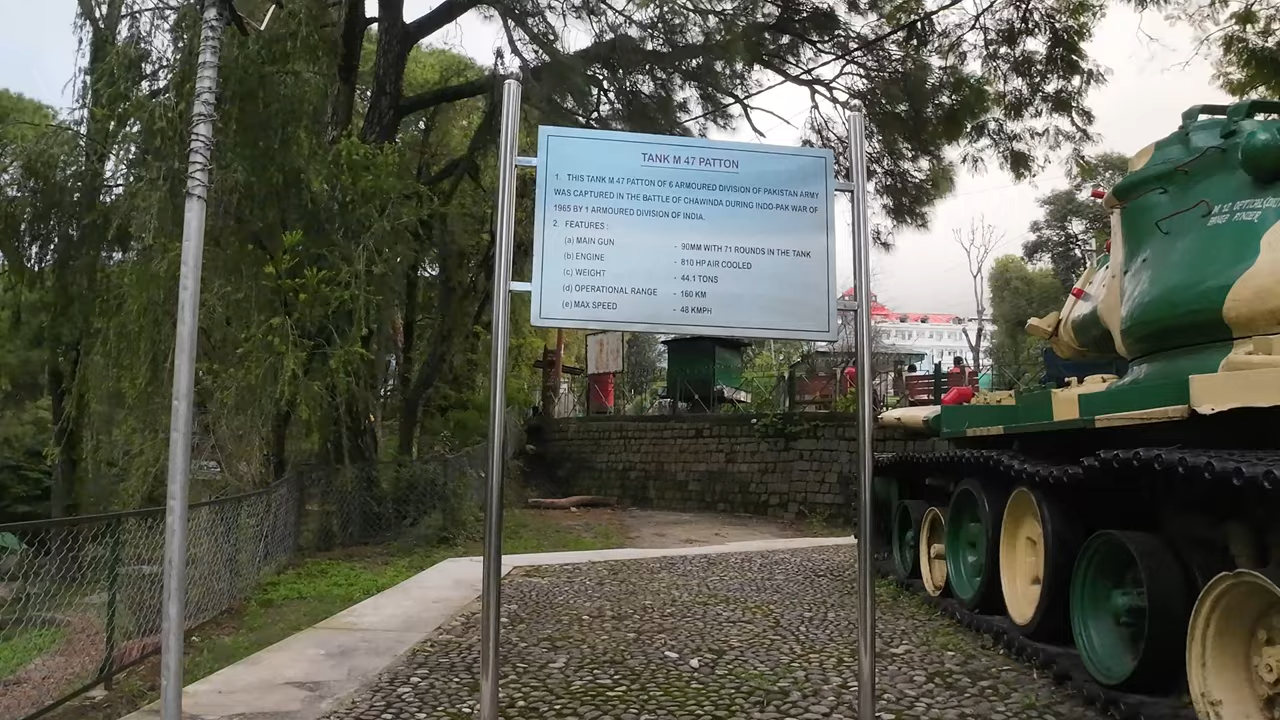 TANK M 47 PATTON
1. THIS TANK M 47 PATTON OF 6 ARMOURED DIVISION OF PAKISTAN ARMY
WAS CAPTURED IN THE BATTLE OF CHAWINDA DURING INDO-PAK WAR OF
1965 BY 1 ARMOURED DIVISION OF INDIA.
2. FEATURES :
(a) MAIN GUN - 90MM WITH 71 ROUNDS IN THE TANK
(b) ENGINE - 810 HP AIR COOLED
(c) WEIGHT - 44.1 TONS
(d) OPERATIONAL RANGE - 160 KM
(e) MAX SPEED - 48 KMPH
M 12 OPTICAL
FINDER